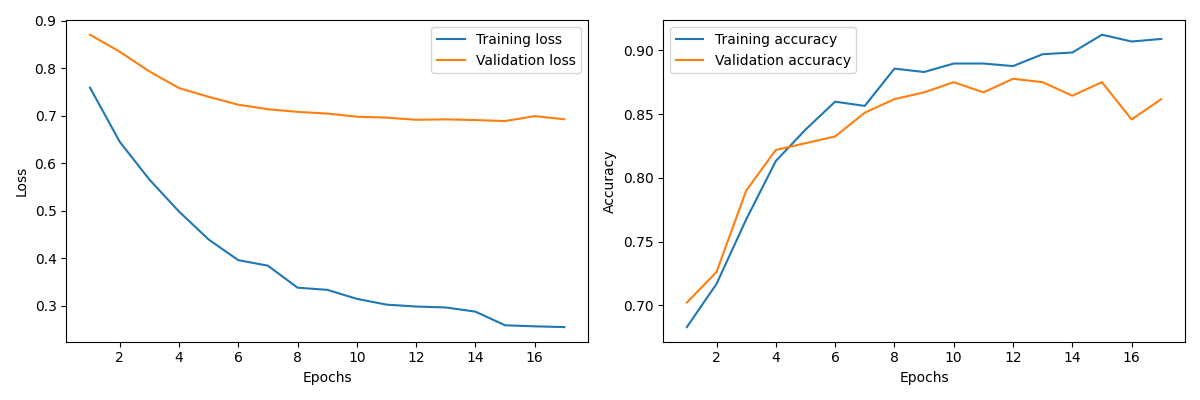 Training loss
Validation loss
0.9
0.8
0.7
0.6
0.5
0.4
0.3
Loss
2 4 6 8 10 12 14 16
Epochs
Training accuracy
Validation accuracy
0.90
0.85
0.80
0.75
0.70
Accuracy
2 4 6 8 10 12 14 16
Epochs